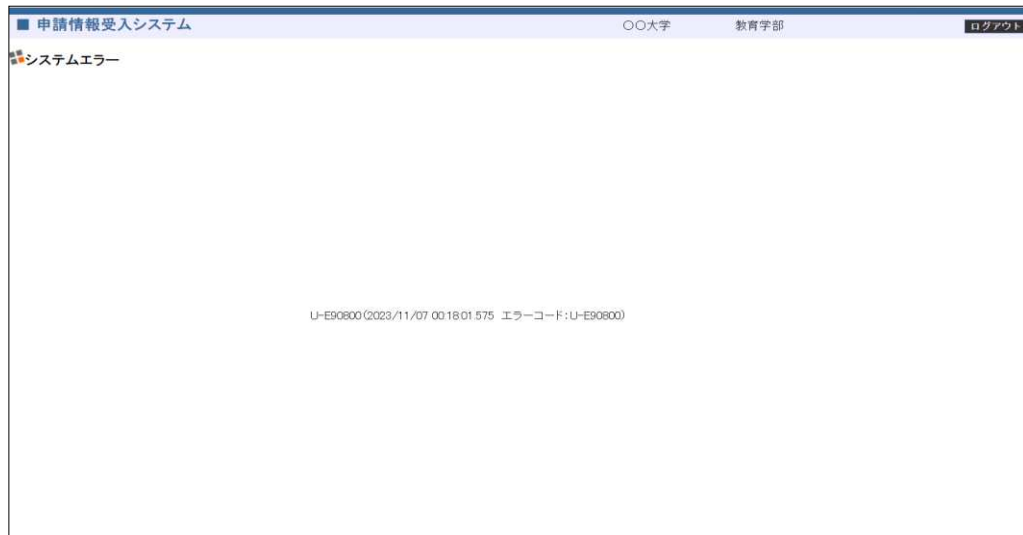 ■ 申請情報受入システム ○○大学 教育学部 ログアウト
システムエラー
U-E90800(2023/11/07 00:18:01.575 エラーコード:U-E90800)